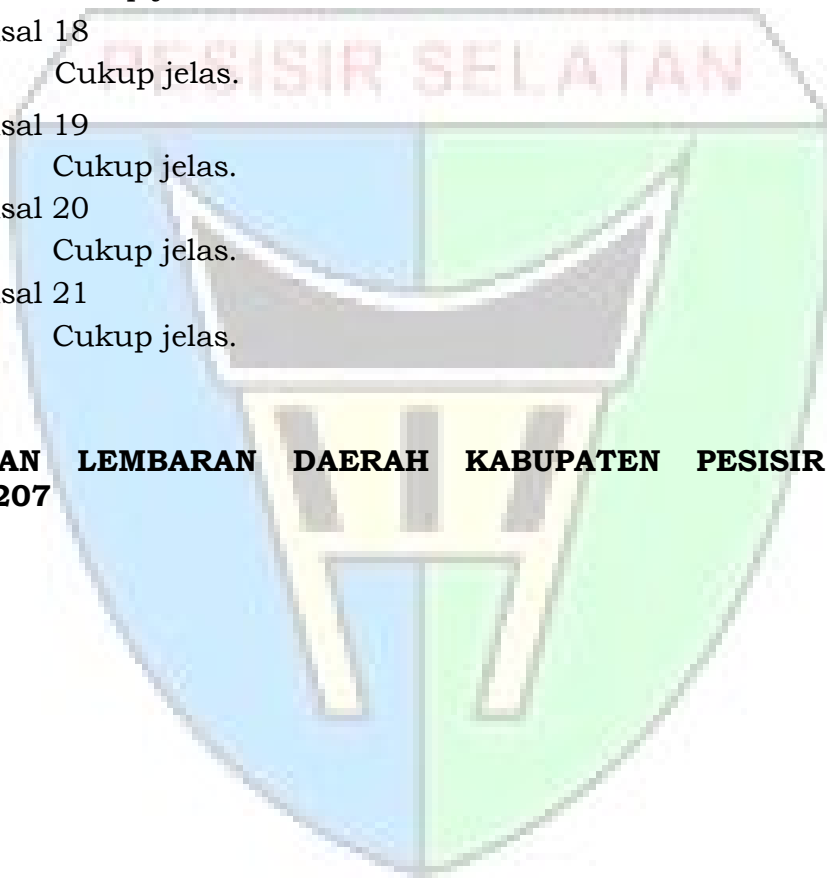 sal 18
PESISIR SELATAN
Cukup jelas.
sal 19
Cukup jelas.
sal 20
Cukup jelas.
sal 21
Cukup jelas.
AN LEMBARAN DAERAH KABUPATEN PESISIR
207